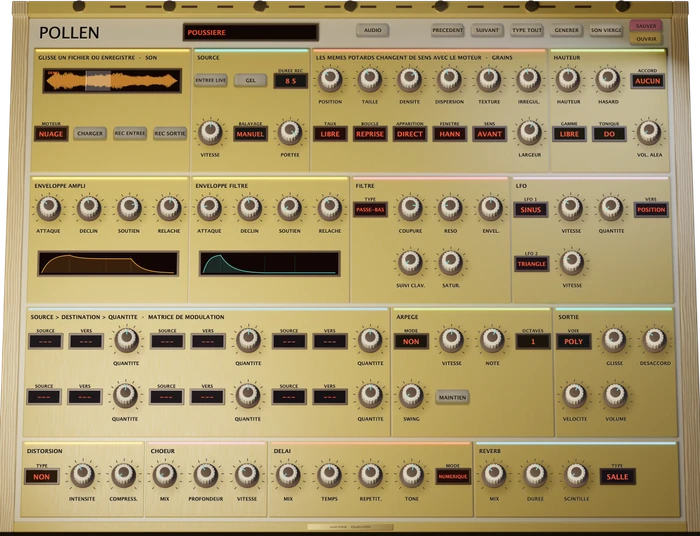 POLLEN
POUSSIERE
AUDIO
PRECEDENT
SUIVANT
TYPE TOUT
GENERER
SON VIERGE
SAUVER
OUVRIR
GLISSE UN FICHIER OU ENREGISTRE - SON
MOTEUR
NUAGE
CHARGER
REC ENTREE
REC SORTIE
SOURCE
ENTREE LIVE
GEL
DUREE REC
8 S
VITESSE
BALAYAGE
MANUEL
PORTEE
LES MEMES POTARDS CHANGENT DE SENS AVEC LE MOTEUR - GRAINS
POSITION
TAILLE
DENSITE
DISPERSION
TEXTURE
IRREGUL.
TAUX
LIBRE
BOUCLE
REPRISE
APPARITION
DIRECT
FENETRE
HANN
SENS
AVANT
LARGEUR
HAUTEUR
HAUTEUR
HASARD
ACCORD
AUCUN
GAMME
LIBRE
TONIQUE
DO
VOL. ALEA
ENVELOPPE AMPLI
ATTAQUE
DECLIN
SOUTIEN
RELACHE
ENVELOPPE FILTRE
ATTAQUE
DECLIN
SOUTIEN
RELACHE
FILTRE
TYPE
PASSE-BAS
COUPURE
RESO
ENVEL.
SUIVI CLAV.
SATUR.
LFO
LFO 1
SINUS
VITESSE
QUANTITE
VERS
POSITION
LFO 2
TRIANGLE
VITESSE
SOURCE > DESTINATION > QUANTITE - MATRICE DE MODULATION
SOURCE
---
VERS
---
QUANTITE
SOURCE
---
VERS
---
QUANTITE
SOURCE
---
VERS
---
QUANTITE
SOURCE
---
VERS
---
QUANTITE
SOURCE
---
VERS
---
QUANTITE
SOURCE
---
VERS
---
QUANTITE
ARPEGE
MODE
NON
VITESSE
NOTE
OCTAVES
1
SWING
MAINTIEN
SORTIE
VOIX
POLY
GLISSE
DESACCORD
VELOCITE
VOLUME
DISTORSION
TYPE
NON
INTENSITE
COMPRESS.
CHOEUR
MIX
PROFONDEUR
VITESSE
DELAI
MIX
TEMPS
REPETIT.
TONE
MODE
NUMERIQUE
REVERB
MIX
DUREE
SCINTILLE
TYPE
SALLE